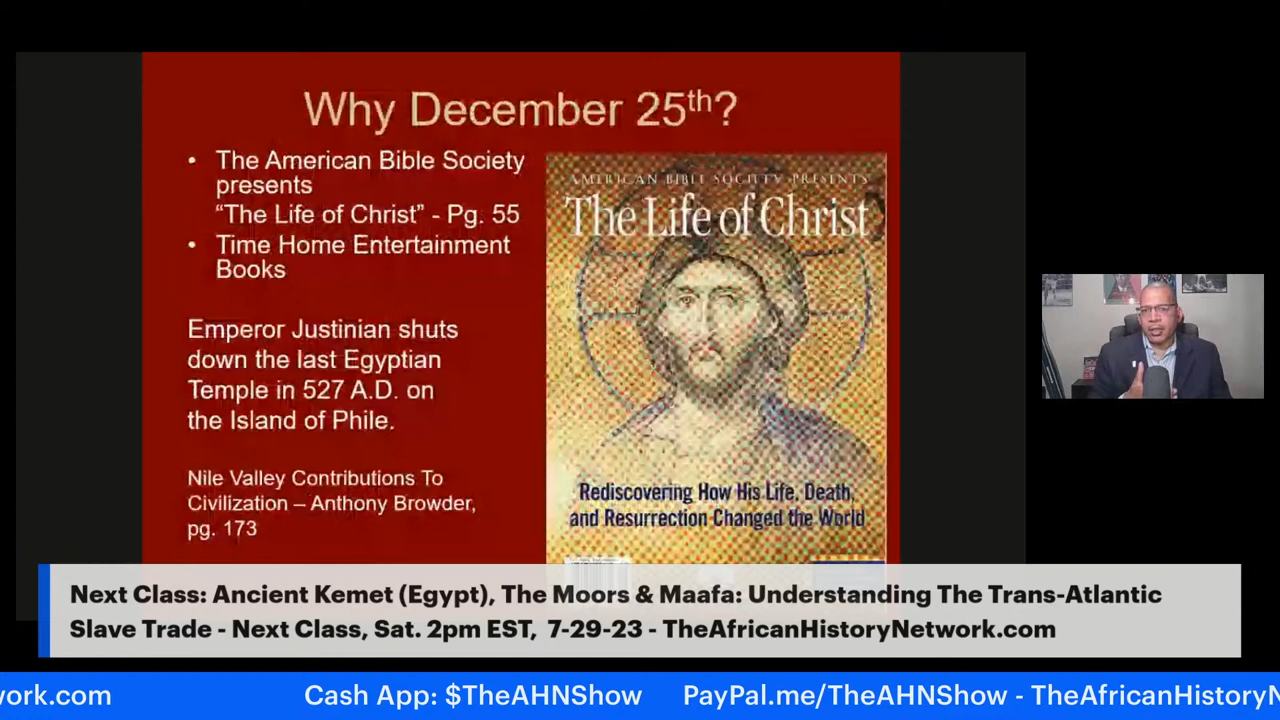 Why December 25th?
• The American Bible Society
presents
“The Life of Christ” - Pg. 55
• Time Home Entertainment
Books
Emperor Justinian shuts
down the last Egyptian
Temple in 527 A.D. on
the Island of Phile.
Nile Valley Contributions To
Civilization – Anthony Browder,
pg. 173
AMERICAN BIBLE SOCIETY PRESENTS
The Life of Christ
Rediscovering How His Life, Death,
and Resurrection Changed the World
Next Class: Ancient Kemet (Egypt), The Moors & Maafa: Understanding The Trans-Atlantic
Slave Trade - Next Class, Sat. 2pm EST, 7-29-23 - TheAfricanHistoryNetwork.com
work.com Cash App: $TheAHNShow PayPal.me/TheAHNShow - TheAfricanHistoryN